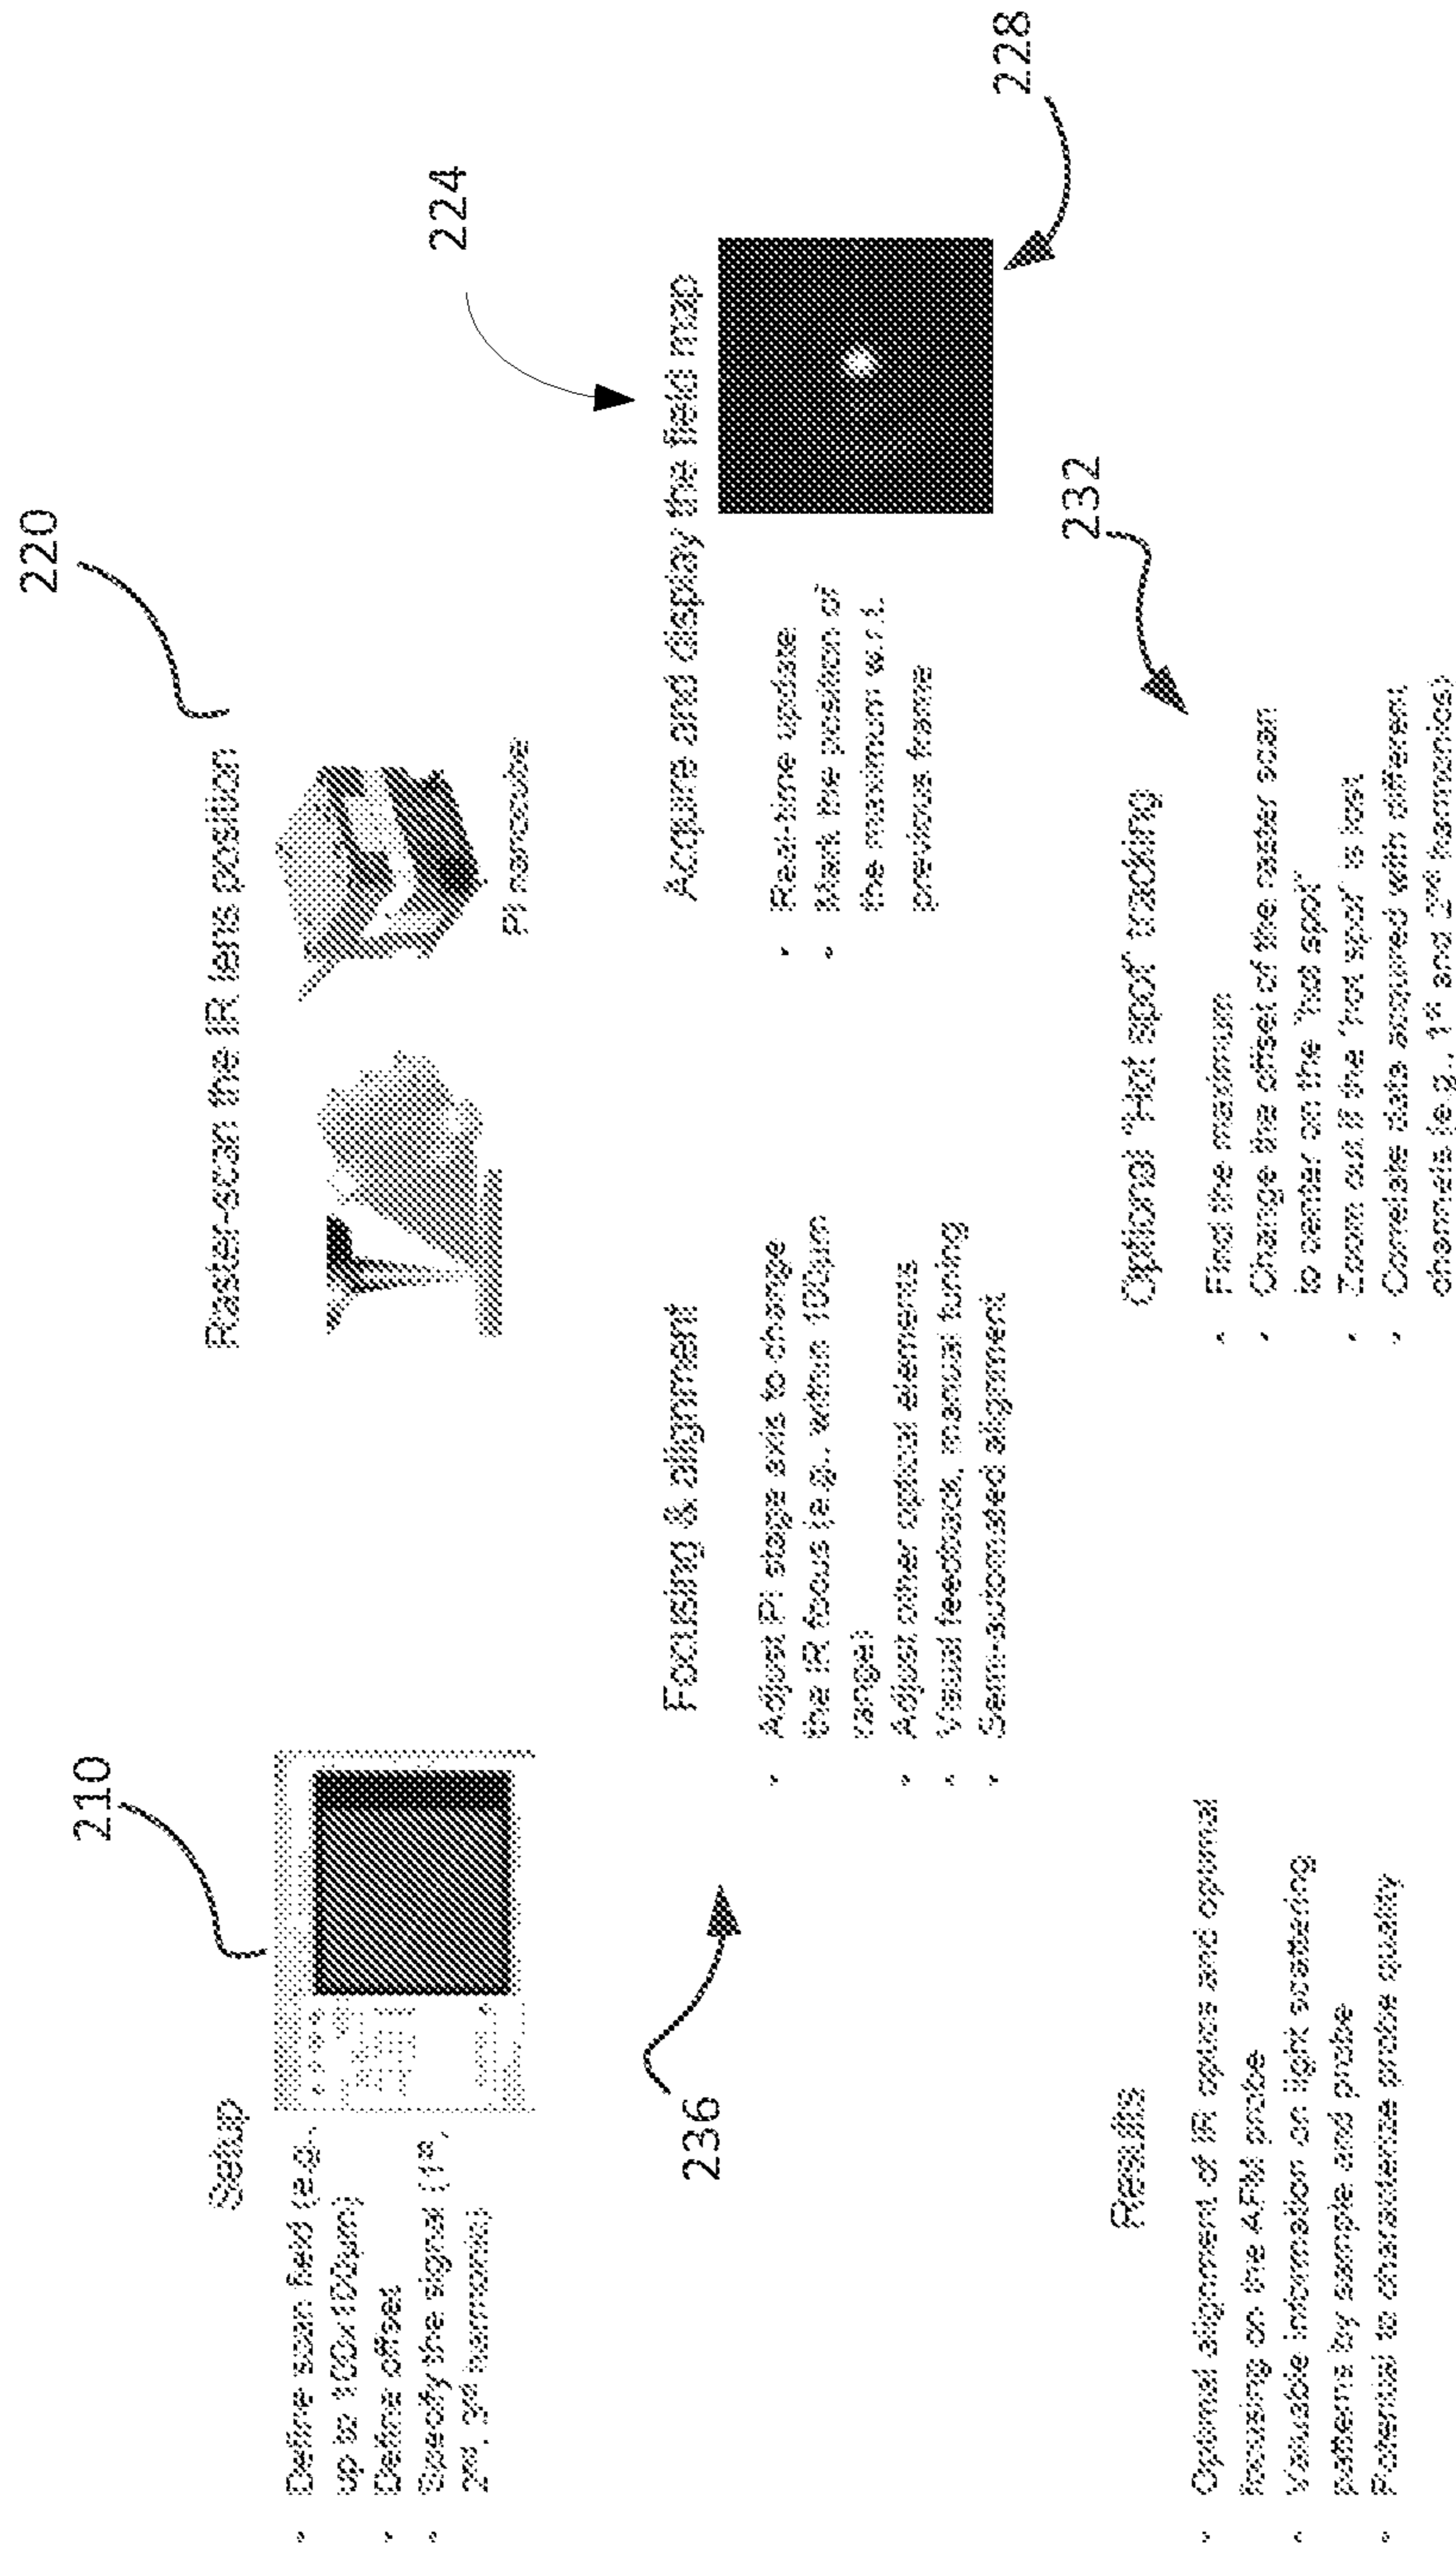 210
Setup
• Define scan field (e.g.,
up to 100x100µm)
• Define offset
• Specify the signal (1st,
2nd, 3rd harmonic)
220
Raster-scan the IR lens position
PI nanocube
224
Acquire and display the field map
• Real-time update
• Mark the position of
the maximum w.r.t.
previous frame
228
236
Focusing & alignment
• Adjust PI stage axis to change
the IR focus (e.g., within 100µm
range)
• Adjust other optical elements
• Visual feedback, manual tuning
• Semi-automated alignment
232
Optional "Hot spot" tracking
• Find the maximum
• Change the offset of the raster scan
to center on the "hot spot"
• Zoom out if the "hot spot" is lost
• Correlate data acquired with different
channels (e.g., 1st and 2nd harmonics)
Results
• Optimal alignment of IR optics and optimal
focusing on the AFM probe
• Valuable information on light scattering
patterns by sample and probe
• Potential to characterize probe quality